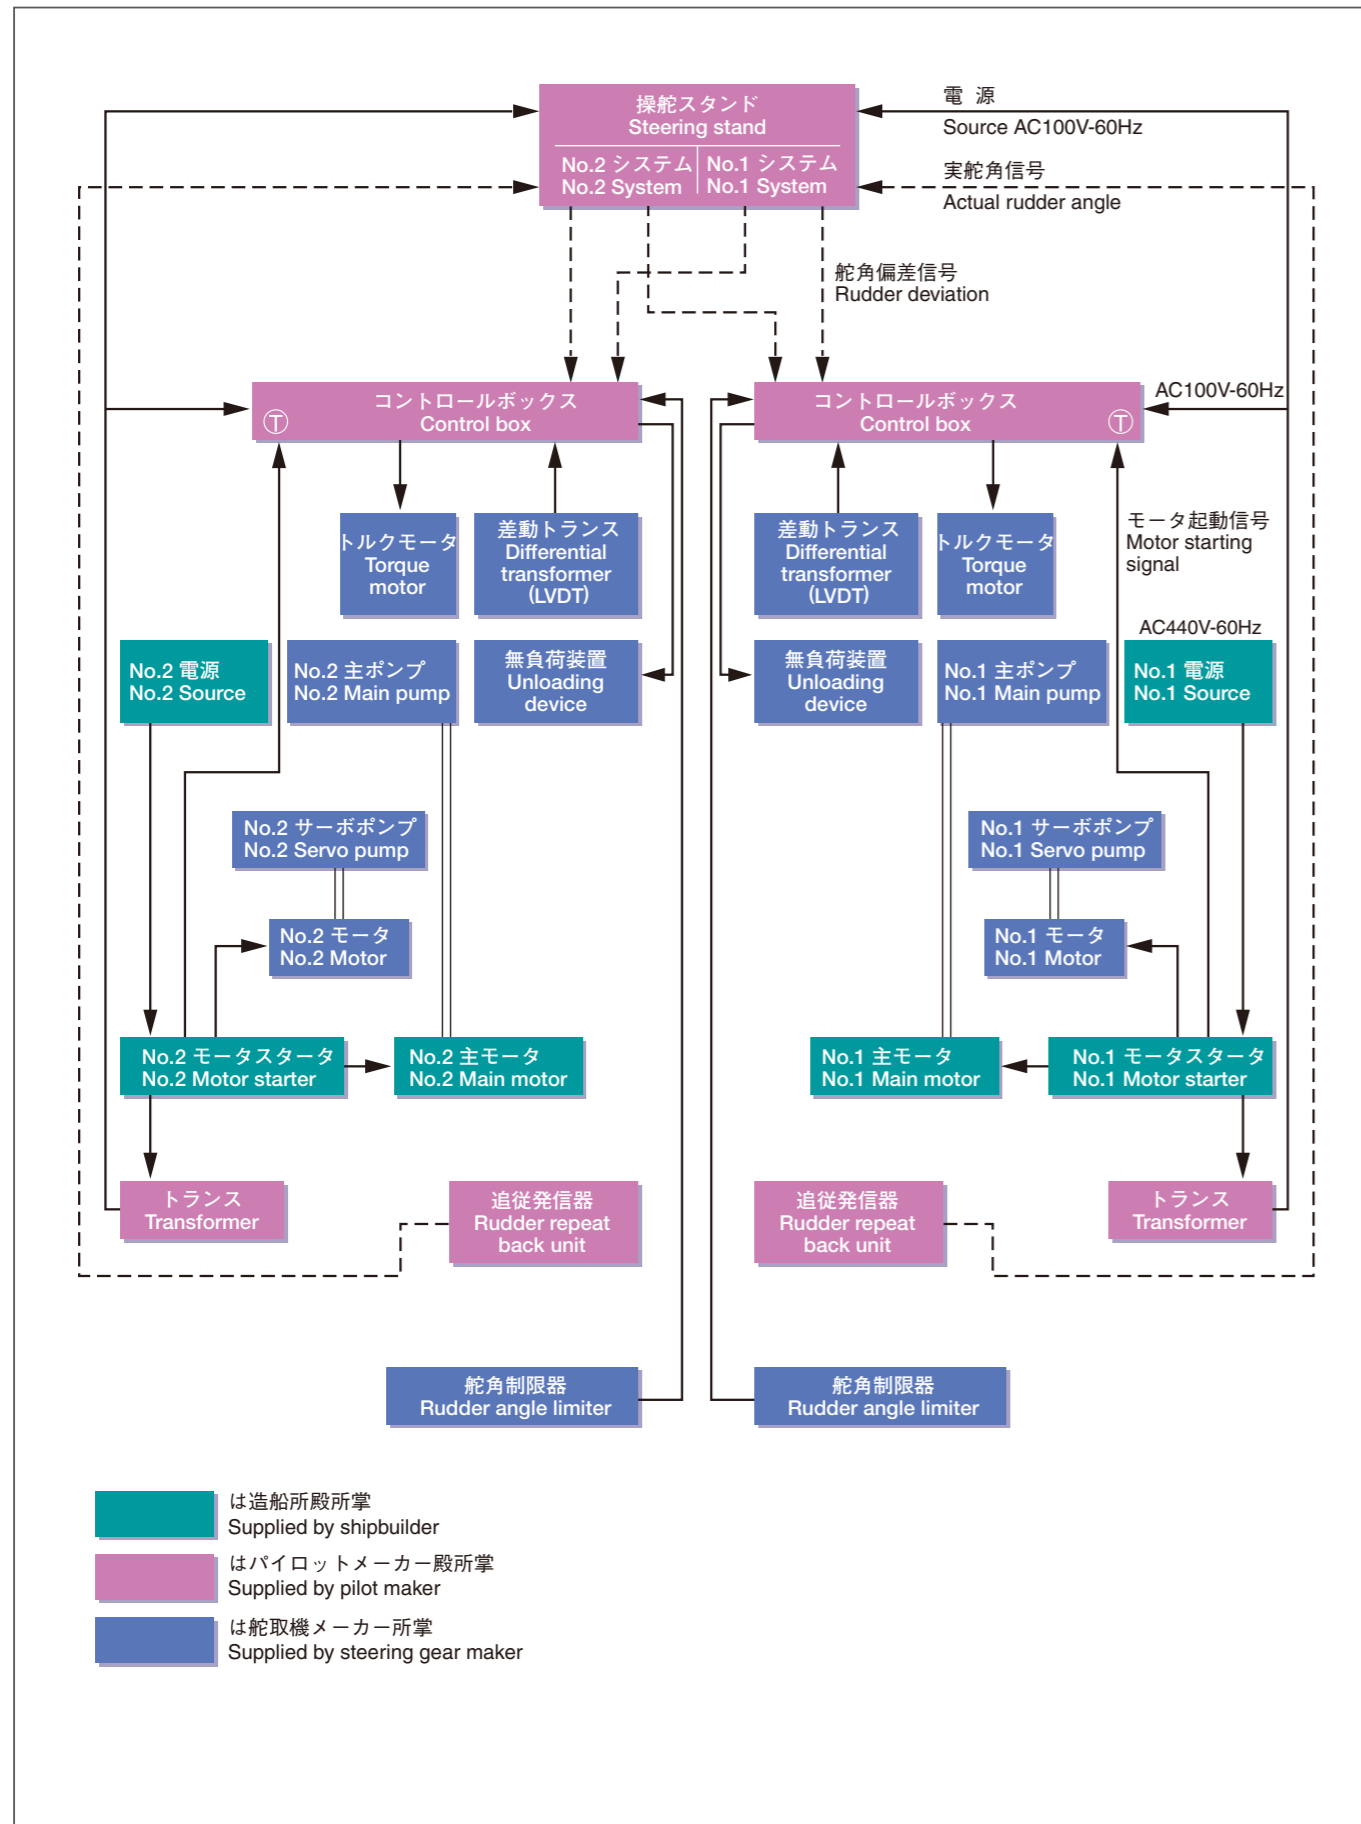 操舵スタンド
Steering stand
No.2 システム
No.2 System
No.1 システム
No.1 System
電 源
Source AC100V-60Hz
実舵角信号
Actual rudder angle
舵角偏差信号
Rudder deviation
コントロールボックス
Control box
Ⓣ
コントロールボックス
Control box
Ⓣ
AC100V-60Hz
トルクモータ
Torque
motor
差動トランス
Differential
transformer
(LVDT)
差動トランス
Differential
transformer
(LVDT)
トルクモータ
Torque
motor
モータ起動信号
Motor starting
signal
AC440V-60Hz
No.2 電源
No.2 Source
No.2 主ポンプ
No.2 Main pump
無負荷装置
Unloading
device
無負荷装置
Unloading
device
No.1 主ポンプ
No.1 Main pump
No.1 電源
No.1 Source
No.2 サーボポンプ
No.2 Servo pump
No.1 サーボポンプ
No.1 Servo pump
No.2 モータ
No.2 Motor
No.1 モータ
No.1 Motor
No.2 モータスタータ
No.2 Motor starter
No.2 主モータ
No.2 Main motor
No.1 主モータ
No.1 Main motor
No.1 モータスタータ
No.1 Motor starter
トランス
Transformer
追従発信器
Rudder repeat
back unit
追従発信器
Rudder repeat
back unit
トランス
Transformer
舵角制限器
Rudder angle limiter
舵角制限器
Rudder angle limiter
は造船所殿所掌
Supplied by shipbuilder
はパイロットメーカー殿所掌
Supplied by pilot maker
は舵取機メーカー所掌
Supplied by steering gear maker